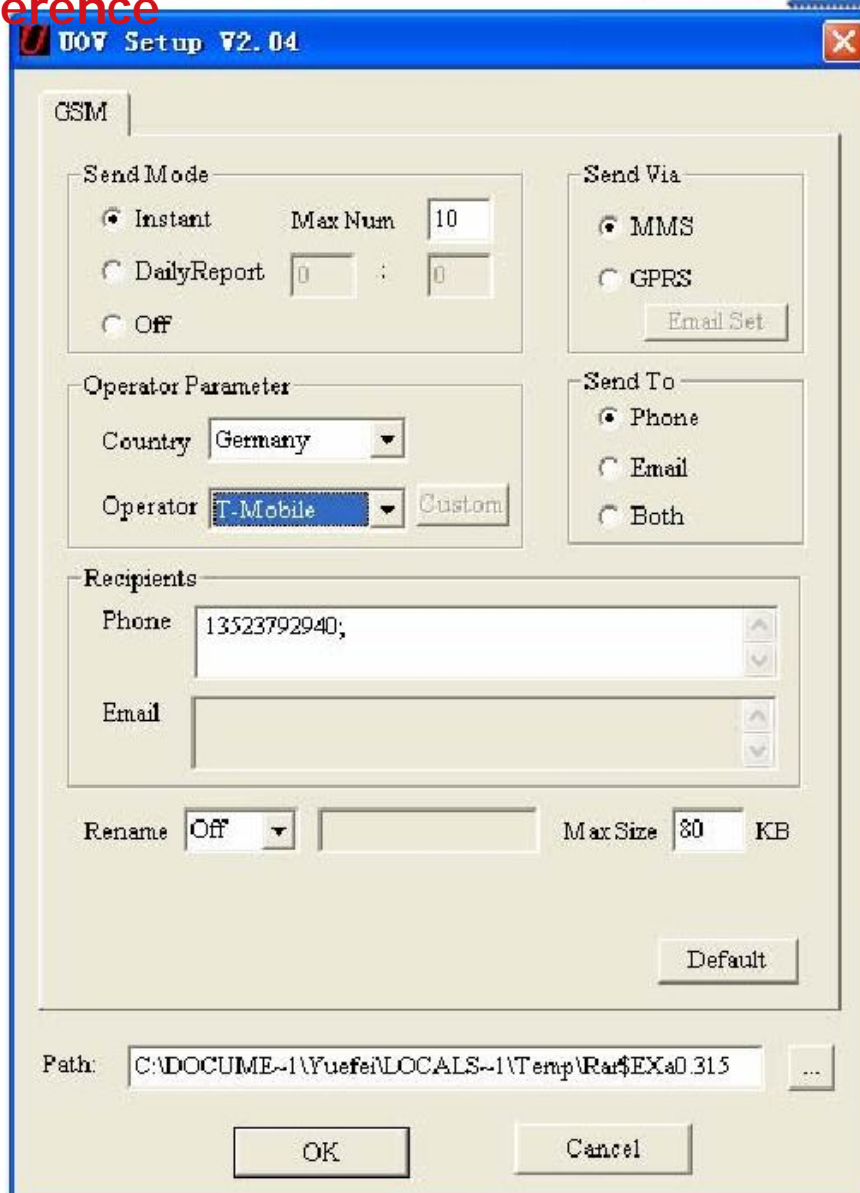 erence
UOV Setup V2.04
GSM
Send Mode
Instant Max Num 10
DailyReport 0 : 0
Off
Send Via
MMS
GPRS
Email Set
Operator Parameter
Country Germany
Operator T-Mobile Custom
Send To
Phone
Email
Both
Recipients
Phone 13523792940;
Email
Rename Off Max Size 80 KB
Default
Path: C:\DOCUME~1\Yuefei\LOCALS~1\Temp\Rar$EXa0.315 ...
OK Cancel